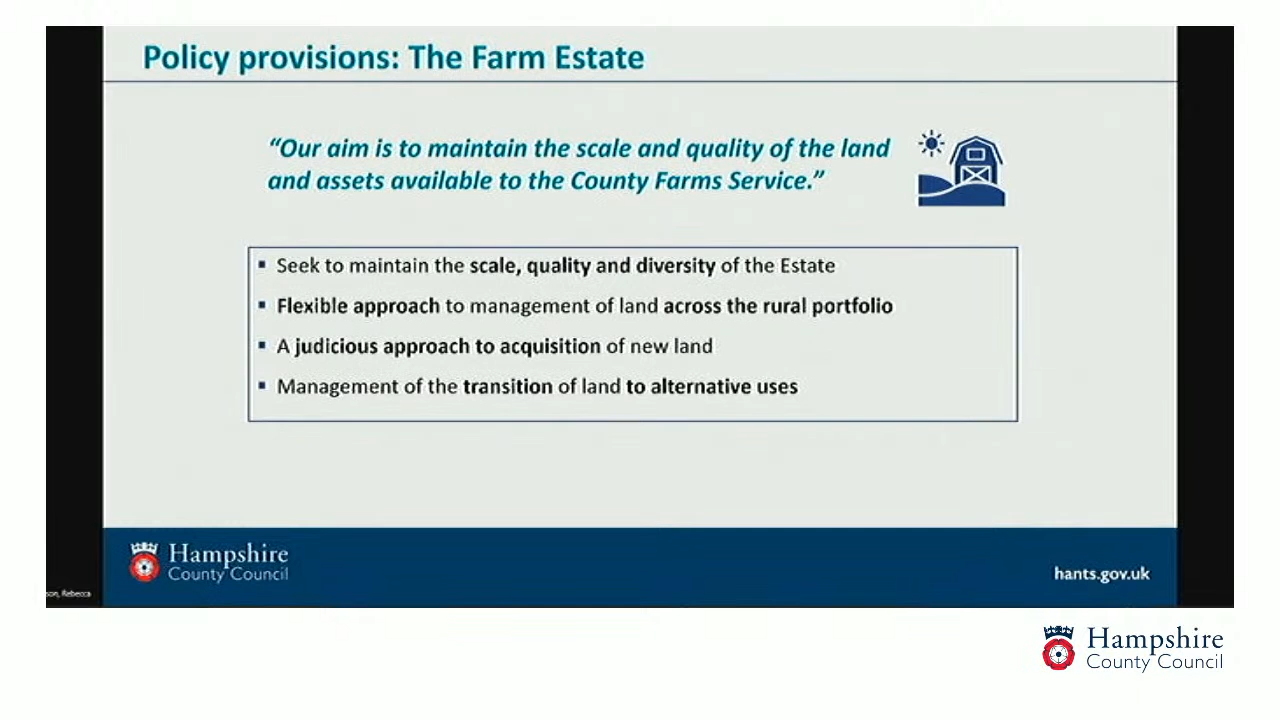 Policy provisions: The Farm Estate
“Our aim is to maintain the scale and quality of the land
and assets available to the County Farms Service.”
▪ Seek to maintain the scale, quality and diversity of the Estate
▪ Flexible approach to management of land across the rural portfolio
▪ A judicious approach to acquisition of new land
▪ Management of the transition of land to alternative uses
Hampshire
County Council
hants.gov.uk
son, Rebecca
Hampshire
County Council